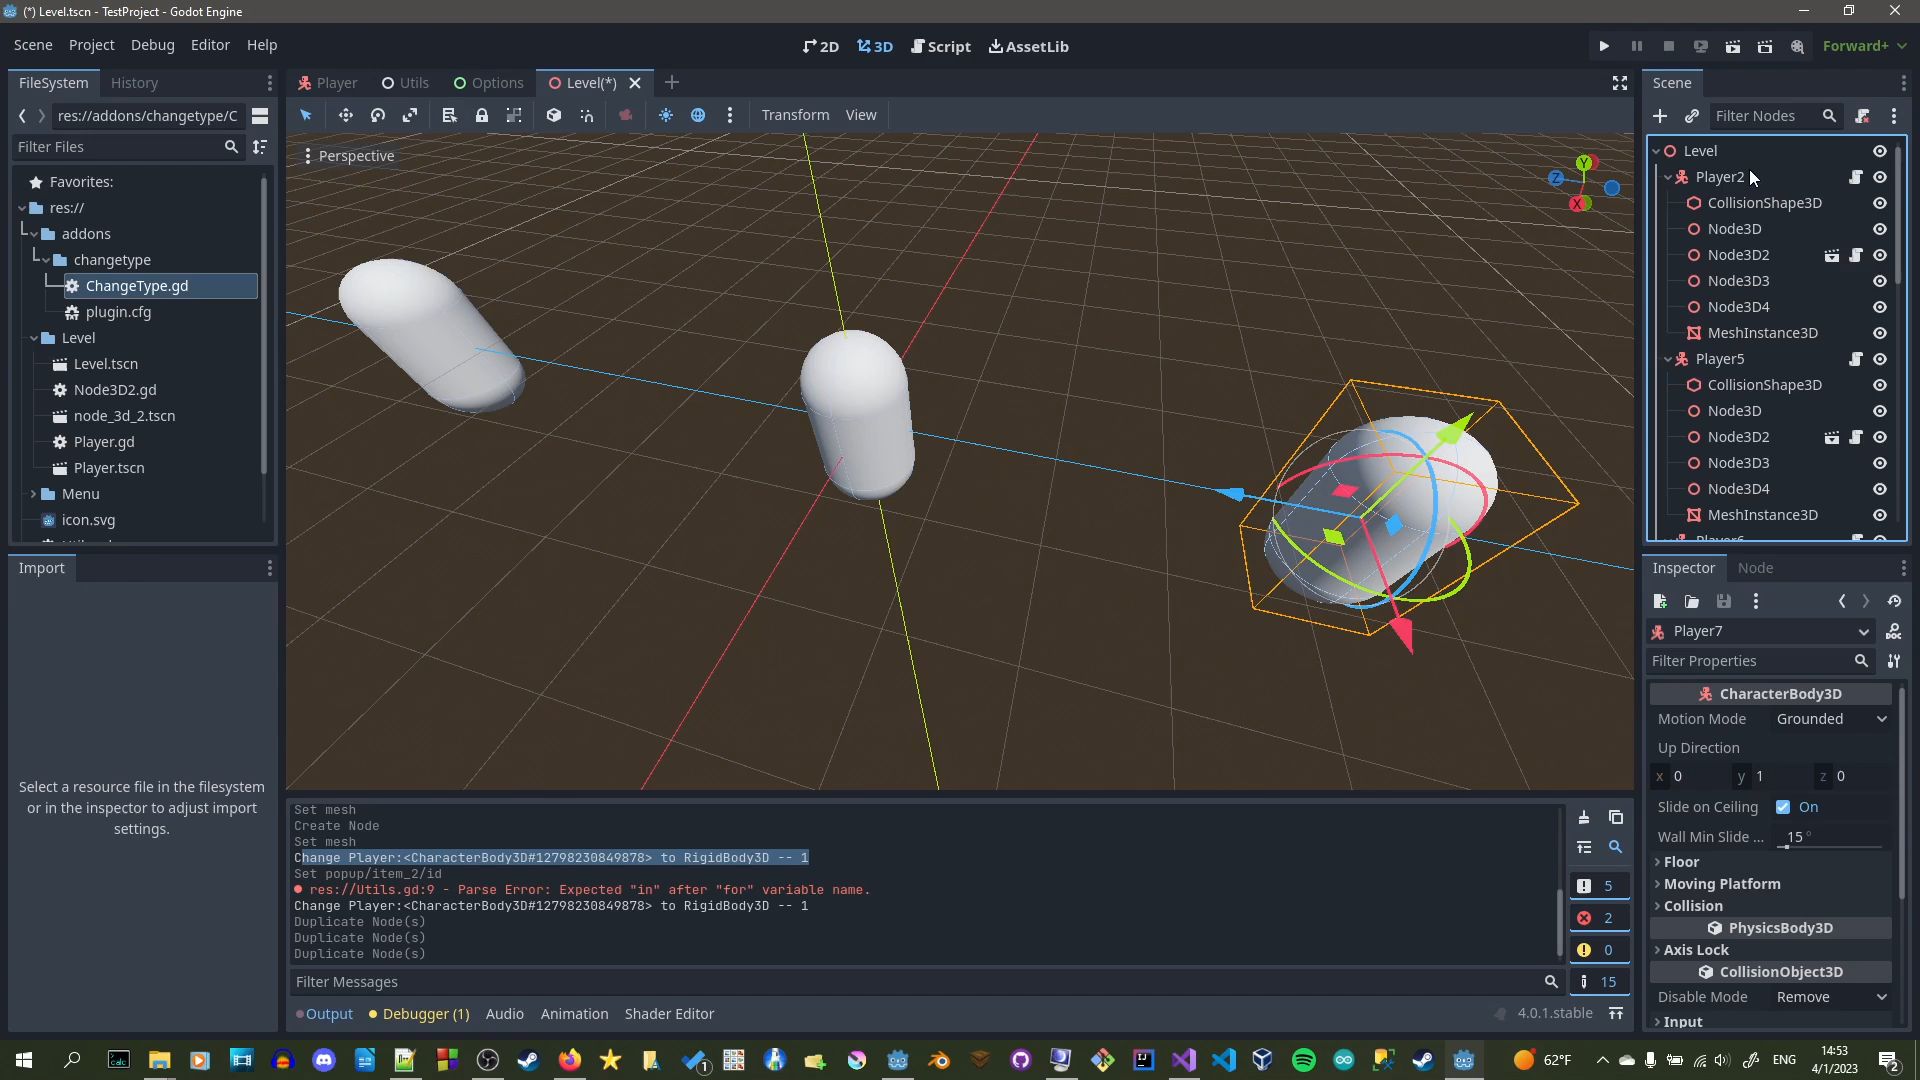 (*) Level.tscn - TestProject - Godot Engine
Scene Project Debug Editor Help
2D 3D Script AssetLib
Forward+
FileSystem History
Player Utils Options Level(*)
Scene
res://addons/changetype/C
Transform View
Filter Nodes
Filter Files
Perspective
Favorites:
res://
addons
changetype
ChangeType.gd
plugin.cfg
Level
Level.tscn
Node3D2.gd
node_3d_2.tscn
Player.gd
Player.tscn
Menu
icon.svg
Y
Z
X
Level
Player2
CollisionShape3D
Node3D
Node3D2
Node3D3
Node3D4
MeshInstance3D
Player5
CollisionShape3D
Node3D
Node3D2
Node3D3
Node3D4
MeshInstance3D
Import
Select a resource file in the filesystem
or in the inspector to adjust import
settings.
Inspector Node
Player7
DOC
Filter Properties
CharacterBody3D
Motion Mode Grounded
Up Direction
x 0 y 1 z 0
Slide on Ceiling On
Wall Min Slide ... 15 °
Floor
Moving Platform
Collision
PhysicsBody3D
Axis Lock
CollisionObject3D
Disable Mode Remove
Input
Set mesh
Create Node
Set mesh
Change Player:<CharacterBody3D#12798230849878> to RigidBody3D -- 1
Set popup/item_2/id
res://Utils.gd:9 - Parse Error: Expected "in" after "for" variable name.
Change Player:<CharacterBody3D#12798230849878> to RigidBody3D -- 1
Duplicate Node(s)
Duplicate Node(s)
Duplicate Node(s)
5
2
0
15
Filter Messages
Output Debugger (1) Audio Animation Shader Editor
4.0.1.stable
62°F
ENG
14:53
4/1/2023
2